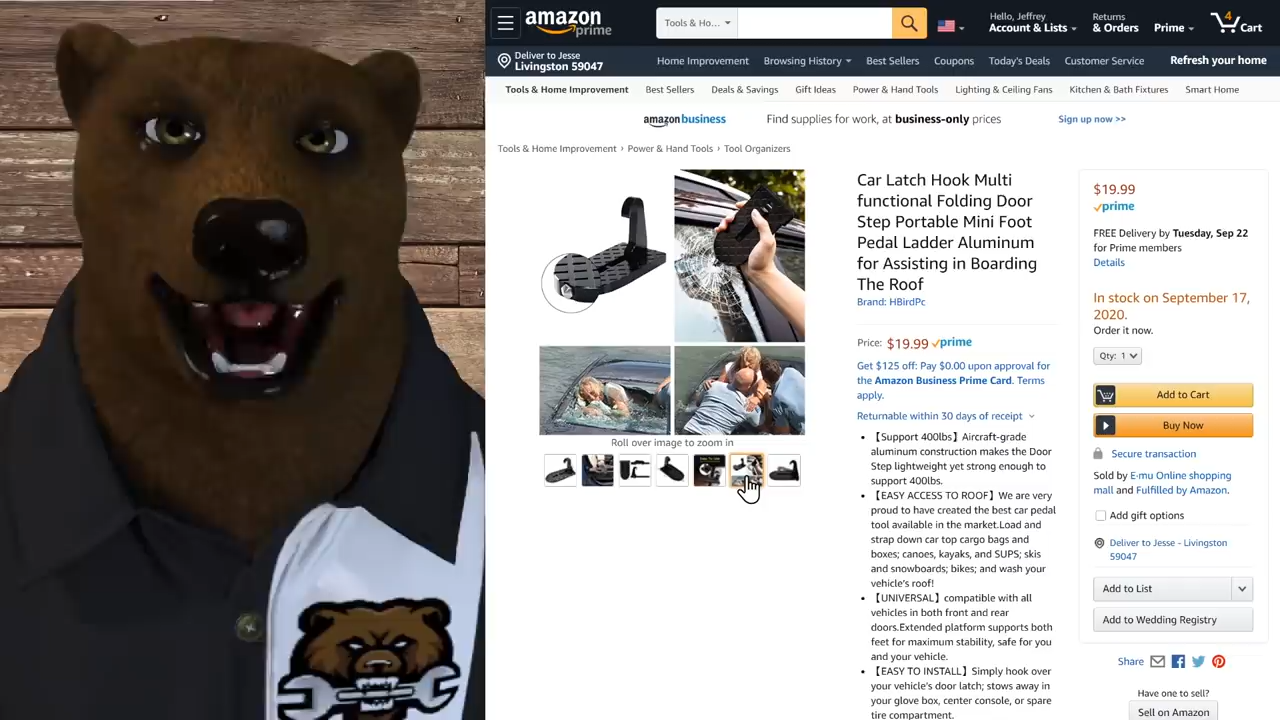 amazon
prime
Tools & Ho...
Hello, Jeffrey
Account & Lists
Returns
& Orders
Prime
4
Cart
Deliver to Jesse
Livingston 59047
Home Improvement
Browsing History
Best Sellers
Coupons
Today's Deals
Customer Service
Refresh your home
Tools & Home Improvement
Best Sellers
Deals & Savings
Gift Ideas
Power & Hand Tools
Lighting & Ceiling Fans
Kitchen & Bath Fixtures
Smart Home
amazon business
Find supplies for work, at business-only prices
Sign up now >>
Tools & Home Improvement › Power & Hand Tools › Tool Organizers
Roll over image to zoom in
Car Latch Hook Multi
functional Folding Door
Step Portable Mini Foot
Pedal Ladder Aluminum
for Assisting in Boarding
The Roof
Brand: HBirdPc
Price: $19.99 prime
Get $125 off: Pay $0.00 upon approval for
the Amazon Business Prime Card. Terms
apply.
Returnable within 30 days of receipt
• 【Support 400lbs】Aircraft-grade
aluminum construction makes the Door
Step lightweight yet strong enough to
support 400lbs.
• 【EASY ACCESS TO ROOF】We are very
proud to have created the best car pedal
tool available in the market.Load and
strap down car top cargo bags and
boxes; canoes, kayaks, and SUPS; skis
and snowboards; bikes; and wash your
vehicle's roof!
• 【UNIVERSAL】compatible with all
vehicles in both front and rear
doors.Extended platform supports both
feet for maximum stability, safe for you
and your vehicle.
• 【EASY TO INSTALL】Simply hook over
your vehicle's door latch; stows away in
your glove box, center console, or spare
tire compartment.
$19.99
prime
FREE Delivery by Tuesday, Sep 22
for Prime members
Details
In stock on September 17,
2020.
Order it now.
Qty: 1
Add to Cart
Buy Now
Secure transaction
Sold by E-mu Online shopping
mall and Fulfilled by Amazon.
Add gift options
Deliver to Jesse - Livingston
59047
Add to List
Add to Wedding Registry
Share
Have one to sell?
Sell on Amazon